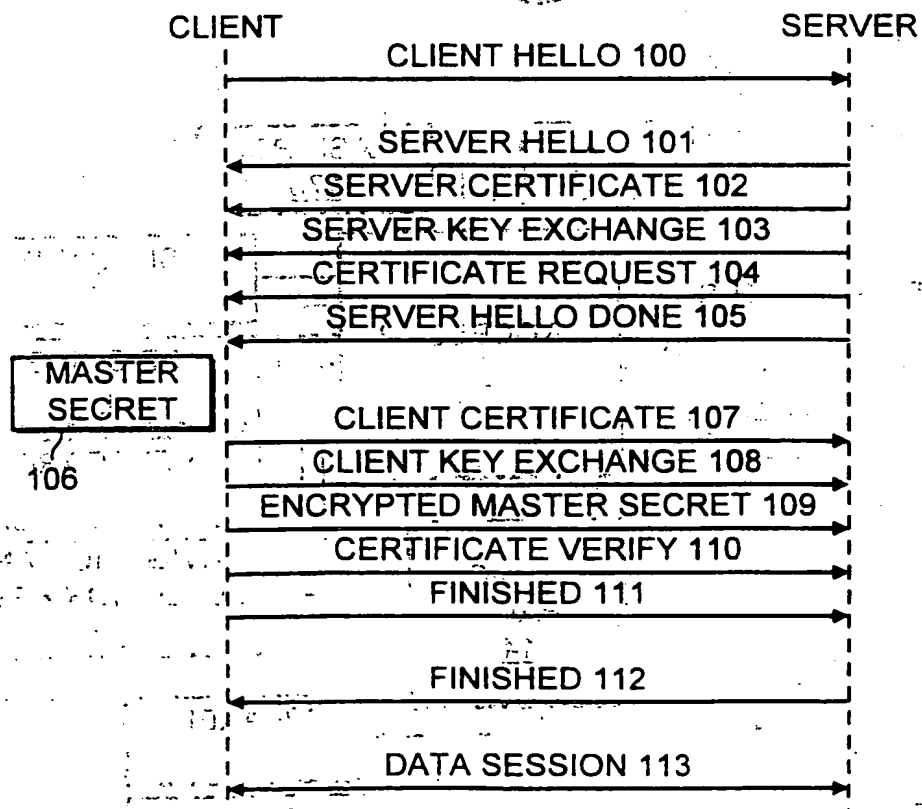 CLIENT SERVER
CLIENT HELLO 100
SERVER HELLO 101
SERVER CERTIFICATE 102
SERVER KEY EXCHANGE 103
CERTIFICATE REQUEST 104
SERVER HELLO DONE 105
MASTER
SECRET
106
CLIENT CERTIFICATE 107
CLIENT KEY EXCHANGE 108
ENCRYPTED MASTER SECRET 109
CERTIFICATE VERIFY 110
FINISHED 111
FINISHED 112
DATA SESSION 113